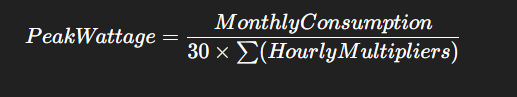 PeakWattage = MonthlyConsumption / 30 × ∑(HourlyMultipliers)